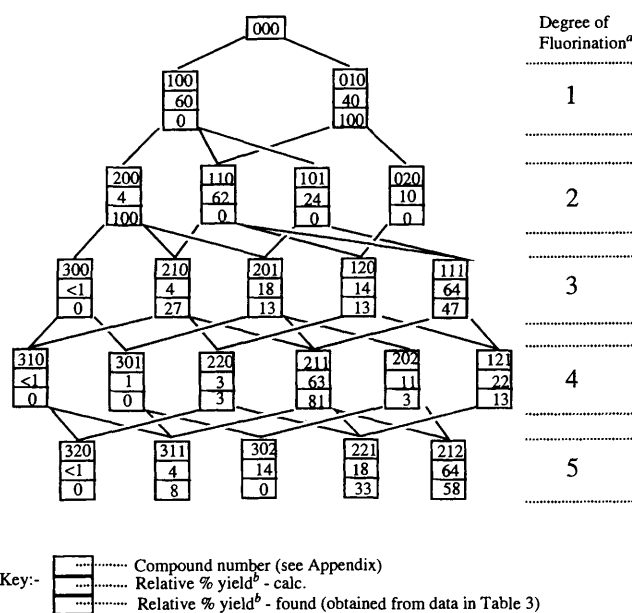 000
Degree of
Fluorination^a
100 010
60 40
0 100
1
200 110 101 020
4 62 24 10
100 0 0 0
2
300 210 201 120 111
<1 4 18 14 64
0 27 13 13 47
3
310 301 220 211 202 121
<1 1 3 63 11 22
0 0 3 81 3 13
4
320 311 302 221 212
<1 4 14 18 64
0 8 0 33 58
5
Key:-
Compound number (see Appendix)
Relative % yield^b - calc.
Relative % yield^b - found (obtained from data in Table 3)